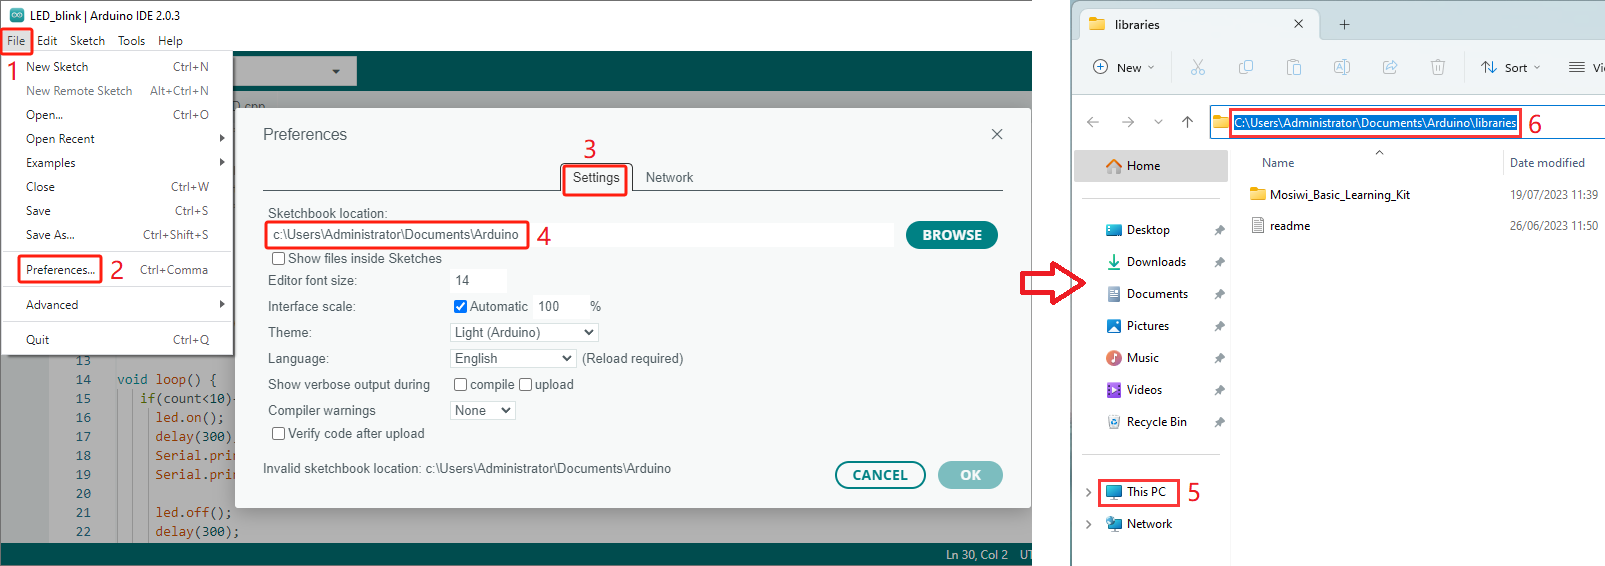 LED_blink | Arduino IDE 2.0.3
File Edit Sketch Tools Help
1
New Sketch Ctrl+N
New Remote Sketch Alt+Ctrl+N
Open... Ctrl+O
Open Recent
Examples
Close Ctrl+W
Save Ctrl+S
Save As... Ctrl+Shift+S
Preferences... 2 Ctrl+Comma
Advanced
Quit Ctrl+Q
13
14 void loop() {
15 if(count<10)
16 led.on();
17 delay(300)
18 Serial.prin
19 Serial.prin
20
21 led.off();
22 delay(300);
Ln 30, Col 2 UT
.cpp
Preferences
3
Settings Network
Sketchbook location:
c:\Users\Administrator\Documents\Arduino 4 BROWSE
Show files inside Sketches
Editor font size: 14
Interface scale: Automatic 100 %
Theme: Light (Arduino)
Language: English (Reload required)
Show verbose output during compile upload
Compiler warnings None
Verify code after upload
Invalid sketchbook location: c:\Users\Administrator\Documents\Arduino
CANCEL OK
libraries
New Sort Vi
C:\Users\Administrator\Documents\Arduino\libraries 6
Home
Desktop
Downloads
Documents
Pictures
Music
Videos
Recycle Bin
This PC 5
Network
Name Date modified
Mosiwi_Basic_Learning_Kit 19/07/2023 11:39
readme 26/06/2023 11:50